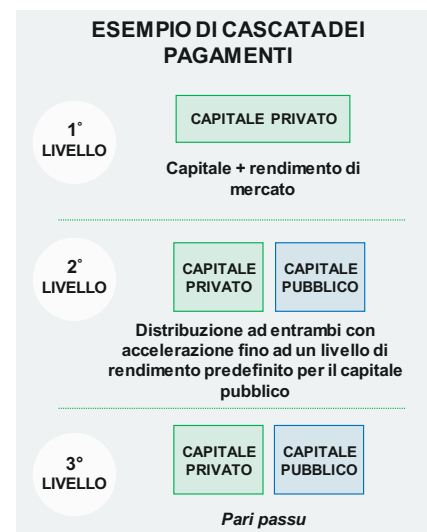 ESEMPIO DI CASCATA DEI
PAGAMENTI
1°
LIVELLO
CAPITALE PRIVATO
Capitale + rendimento di
mercato
2°
LIVELLO
CAPITALE
PRIVATO
CAPITALE
PUBBLICO
Distribuzione ad entrambi con
accelerazione fino ad un livello di
rendimento predefinito per il capitale
pubblico
3°
LIVELLO
CAPITALE
PRIVATO
CAPITALE
PUBBLICO
Pari passu